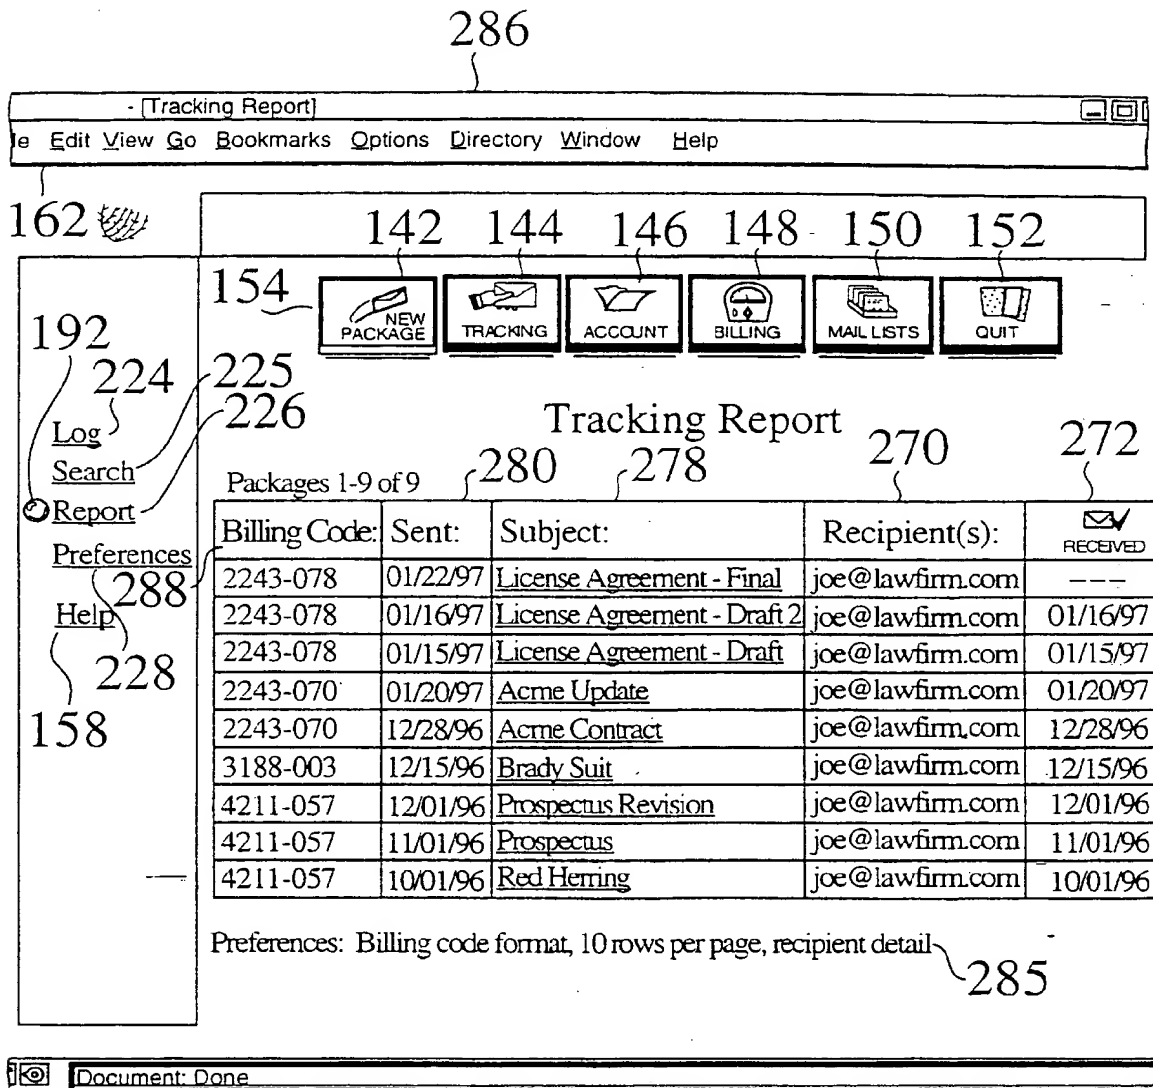 286
- [Tracking Report]
le Edit View Go Bookmarks Options Directory Window Help
162
142 144 146 148 150 152
154
NEW PACKAGE TRACKING ACCOUNT BILLING MAIL LISTS QUIT
192
224
225
226
Log
Search
Report
Preferences
288
Help
228
158
Tracking Report
280 278 270 272
Packages 1-9 of 9
Billing Code: Sent: Subject: Recipient(s): RECEIVED
2243-078 01/22/97 License Agreement - Final joe@lawfirm.com ---
2243-078 01/16/97 License Agreement - Draft 2 joe@lawfirm.com 01/16/97
2243-078 01/15/97 License Agreement - Draft joe@lawfirm.com 01/15/97
2243-070 01/20/97 Acme Update joe@lawfirm.com 01/20/97
2243-070 12/28/96 Acme Contract joe@lawfirm.com 12/28/96
3188-003 12/15/96 Brady Suit joe@lawfirm.com 12/15/96
4211-057 12/01/96 Prospectus Revision joe@lawfirm.com 12/01/96
4211-057 11/01/96 Prospectus joe@lawfirm.com 11/01/96
4211-057 10/01/96 Red Herring joe@lawfirm.com 10/01/96
Preferences: Billing code format, 10 rows per page, recipient detail
285
Document: Done